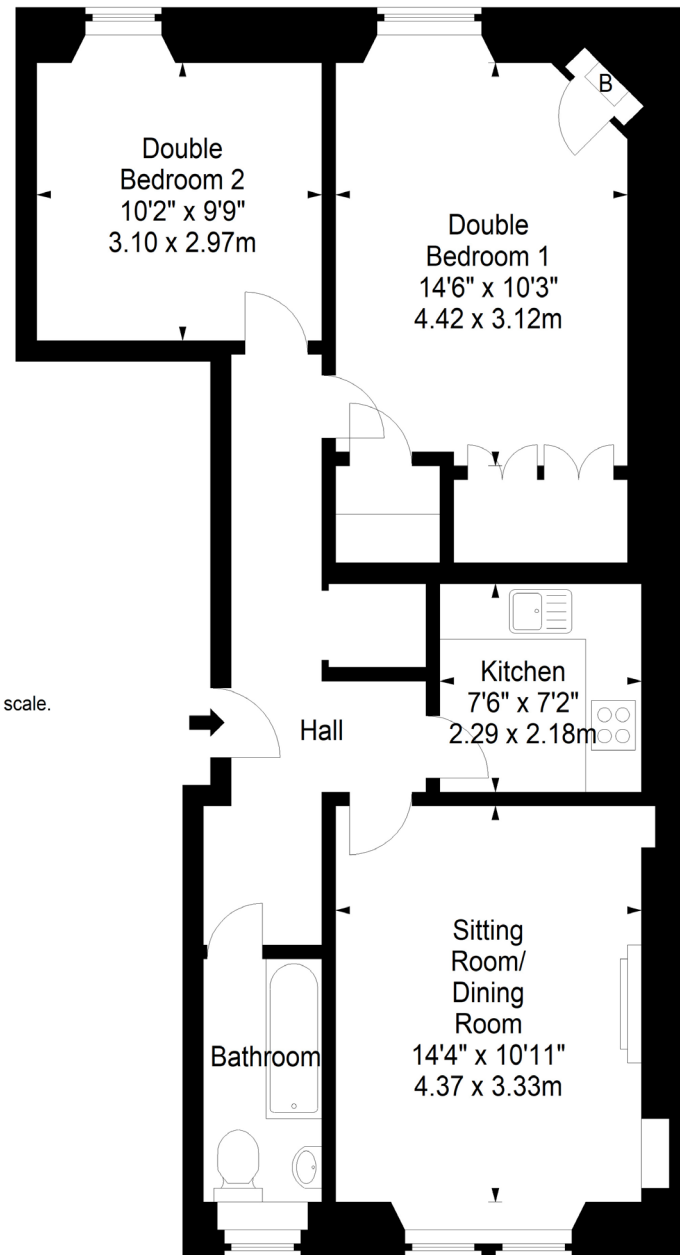 B
Double
Bedroom 2
10'2" x 9'9"
3.10 x 2.97m
Double
Bedroom 1
14'6" x 10'3"
4.42 x 3.12m
scale.
Kitchen
7'6" x 7'2"
2.29 x 2.18m
Hall
Sitting
Room/
Dining
Room
14'4" x 10'11"
4.37 x 3.33m
Bathroom